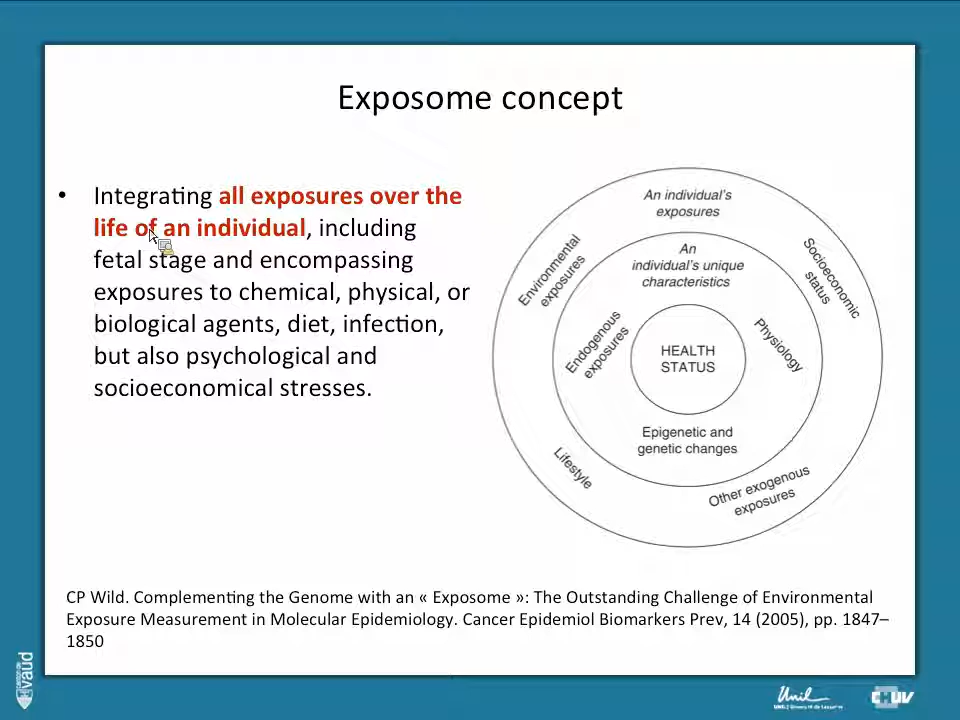 Exposome concept
• Integrating all exposures over the
life of an individual, including
fetal stage and encompassing
exposures to chemical, physical, or
biological agents, diet, infection,
but also psychological and
socioeconomical stresses.
An individual's
exposures
Environmental
exposures
Socioeconomic
status
An
individual's unique
characteristics
Endogenous
exposures
Physiology
HEALTH
STATUS
Epigenetic and
genetic changes
Lifestyle
Other exogenous
exposures
CP Wild. Complementing the Genome with an « Exposome »: The Outstanding Challenge of Environmental
Exposure Measurement in Molecular Epidemiology. Cancer Epidemiol Biomarkers Prev, 14 (2005), pp. 1847–
1850
vaud
Unil
CHUV